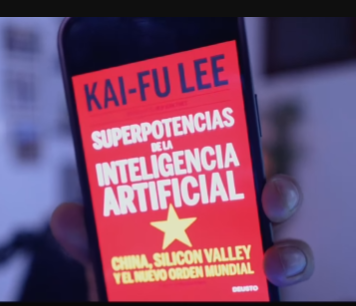 KAI-FU LEE
SUPERPOTENCIAS
DE LA
INTELIGENCIA
ARTIFICIAL
CHINA, SILICON VALLEY
Y EL NUEVO ORDEN MUNDIAL
DEUSTO